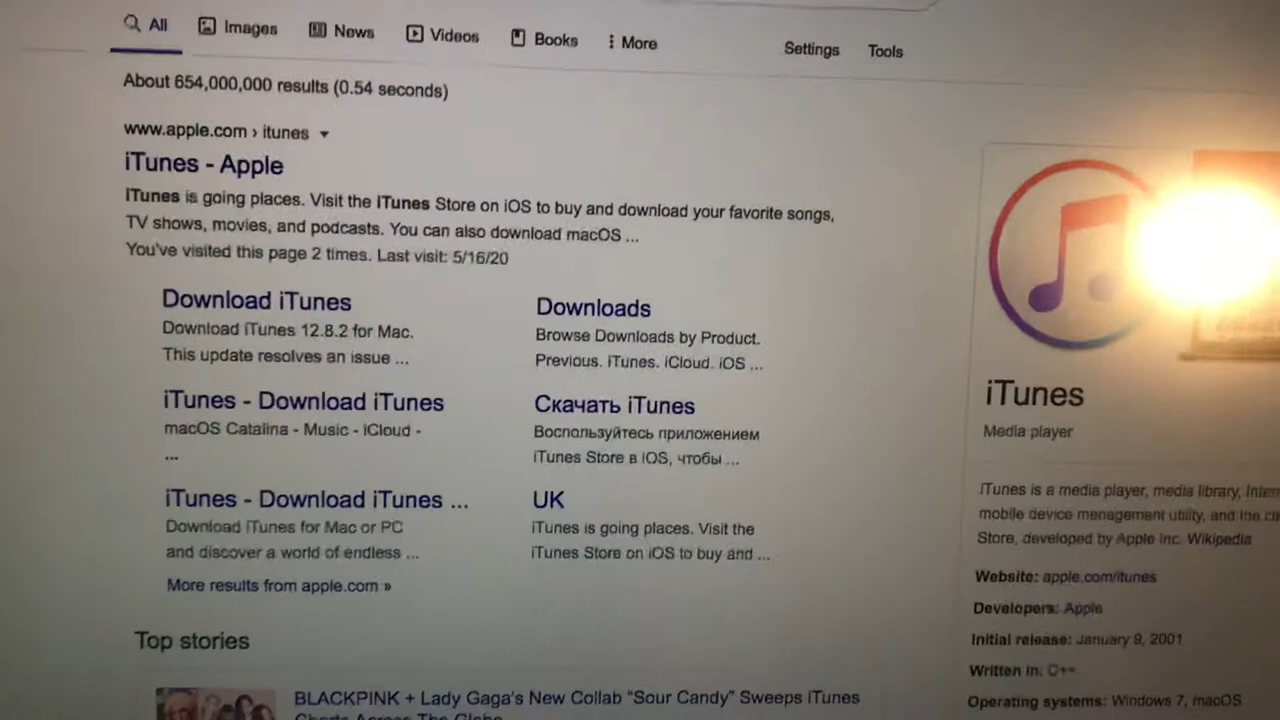 All Images News Videos Books More Settings Tools
About 654,000,000 results (0.54 seconds)
www.apple.com › itunes
iTunes - Apple
iTunes is going places. Visit the iTunes Store on iOS to buy and download your favorite songs,
TV shows, movies, and podcasts. You can also download macOS ...
You've visited this page 2 times. Last visit: 5/16/20
Download iTunes
Download iTunes 12.8.2 for Mac.
This update resolves an issue ...
Downloads
Browse Downloads by Product.
Previous. iTunes. iCloud. iOS ...
iTunes - Download iTunes
macOS Catalina - Music - iCloud -
...
Скачать iTunes
Воспользуйтесь приложением
iTunes Store в iOS, чтобы ...
iTunes - Download iTunes ...
Download iTunes for Mac or PC
and discover a world of endless ...
UK
iTunes is going places. Visit the
iTunes Store on iOS to buy and ...
More results from apple.com »
Top stories
BLACKPINK + Lady Gaga's New Collab "Sour Candy" Sweeps iTunes
Charts Across The Globe
iTunes
Media player
iTunes is a media player, media library,
mobile device management utility, and the
Store, developed by Apple Inc. Wikipedia
Website: apple.com/itunes
Developers: Apple
Initial release: January 9, 2001
Written in: C++
Operating systems: Windows 7, macOS